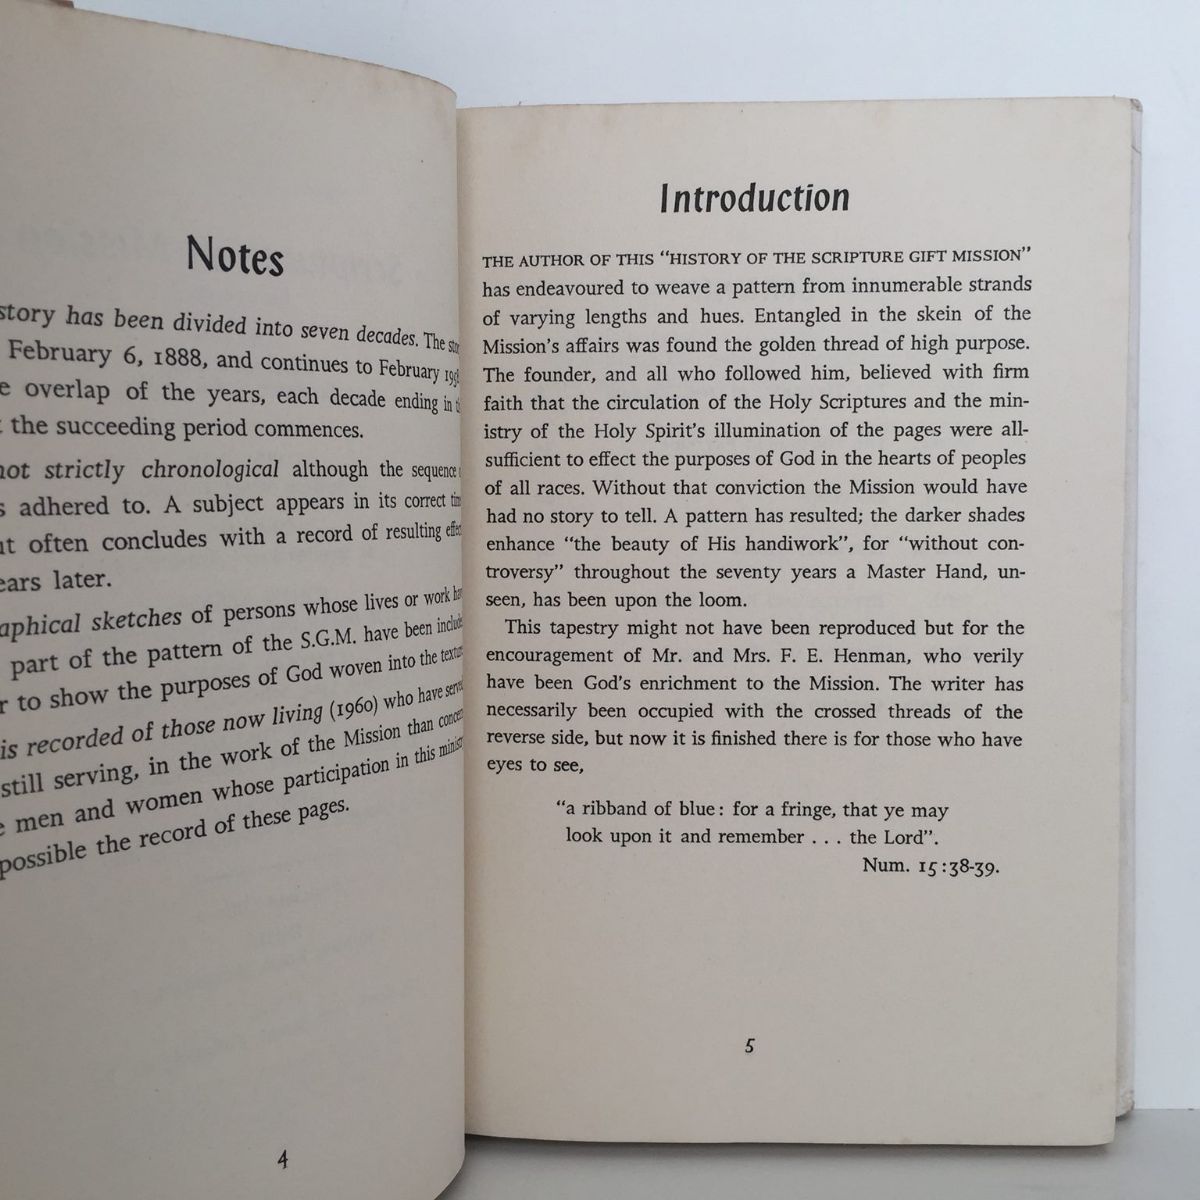 Notes
story has been divided into seven decades. The
February 6, 1888, and continues to February
overlap of the years, each decade ending in
the succeeding period commences.
not strictly chronological although the sequence
adhered to. A subject appears in its correct
often concludes with a record of resulting
later.
sketches of persons whose lives or work
part of the pattern of the S.G.M. have been
to show the purposes of God woven into the
is recorded of those now living (1960) who have
still serving, in the work of the Mission than
men and women whose participation in this
possible the record of these pages.
4
Introduction
THE AUTHOR OF THIS “HISTORY OF THE SCRIPTURE GIFT MISSION”
has endeavoured to weave a pattern from innumerable strands
of varying lengths and hues. Entangled in the skein of the
Mission's affairs was found the golden thread of high purpose.
The founder, and all who followed him, believed with firm
faith that the circulation of the Holy Scriptures and the min-
istry of the Holy Spirit's illumination of the pages were all-
sufficient to effect the purposes of God in the hearts of peoples
of all races. Without that conviction the Mission would have
had no story to tell. A pattern has resulted; the darker shades
enhance “the beauty of His handiwork”, for “without con-
troversy” throughout the seventy years a Master Hand, un-
seen, has been upon the loom.
This tapestry might not have been reproduced but for the
encouragement of Mr. and Mrs. F. E. Henman, who verily
have been God's enrichment to the Mission. The writer has
necessarily been occupied with the crossed threads of the
reverse side, but now it is finished there is for those who have
eyes to see,
“a ribband of blue: for a fringe, that ye may
look upon it and remember . . . the Lord”.
Num. 15:38-39.
5